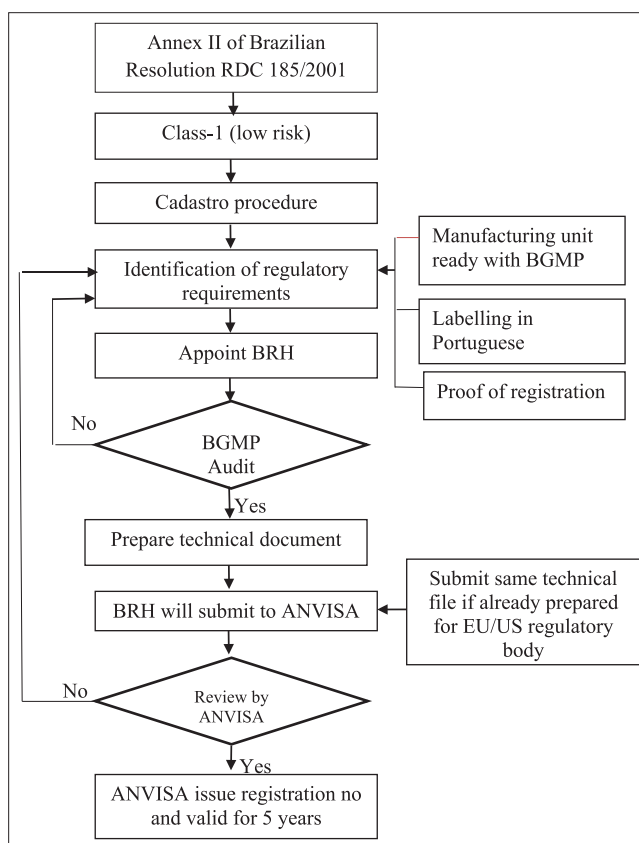 Annex II of Brazilian
Resolution RDC 185/2001
Class-1 (low risk)
Cadastro procedure
Identification of regulatory
requirements
Manufacturing unit
ready with BGMP
Labelling in
Portuguese
Proof of registration
Appoint BRH
No
BGMP
Audit
Yes
Prepare technical document
BRH will submit to ANVISA
Submit same technical
file if already prepared
for EU/US regulatory
body
No
Review by
ANVISA
Yes
ANVISA issue registration no
and valid for 5 years